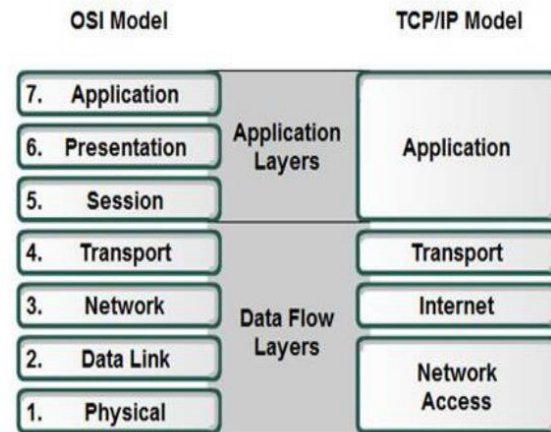 OSI Model
TCP/IP Model
7. Application
6. Presentation
5. Session
4. Transport
3. Network
2. Data Link
1. Physical
Application
Layers
Data Flow
Layers
Application
Transport
Internet
Network
Access